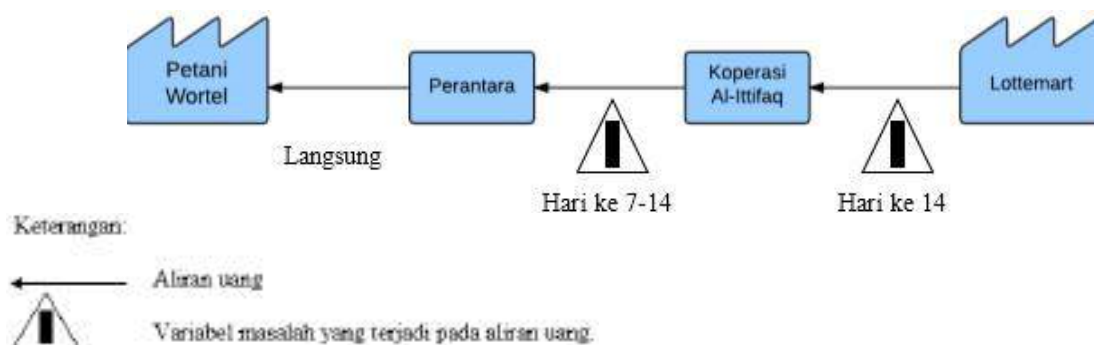 Petani
Wortel
Perantara
Koperasi
Al-Ittifaq
Lottemart
Langsung
Hari ke 7-14
Hari ke 14
Keterangan:
Aliran uang
Variabel masalah yang terjadi pada aliran uang.